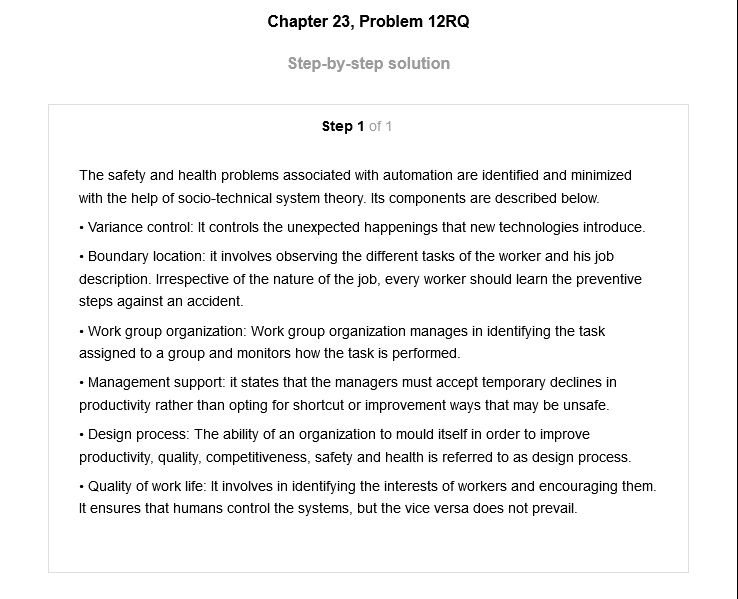 Chapter 23, Problem 12RQ
Step-by-step solution
Step 1 of 1
The safety and health problems associated with automation are identified and minimized
with the help of socio-technical system theory. Its components are described below.
• Variance control: It controls the unexpected happenings that new technologies introduce.
• Boundary location: it involves observing the different tasks of the worker and his job
description. Irrespective of the nature of the job, every worker should learn the preventive
steps against an accident.
• Work group organization: Work group organization manages in identifying the task
assigned to a group and monitors how the task is performed.
• Management support: it states that the managers must accept temporary declines in
productivity rather than opting for shortcut or improvement ways that may be unsafe.
• Design process: The ability of an organization to mould itself in order to improve
productivity, quality, competitiveness, safety and health is referred to as design process.
• Quality of work life: It involves in identifying the interests of workers and encouraging them.
It ensures that humans control the systems, but the vice versa does not prevail.